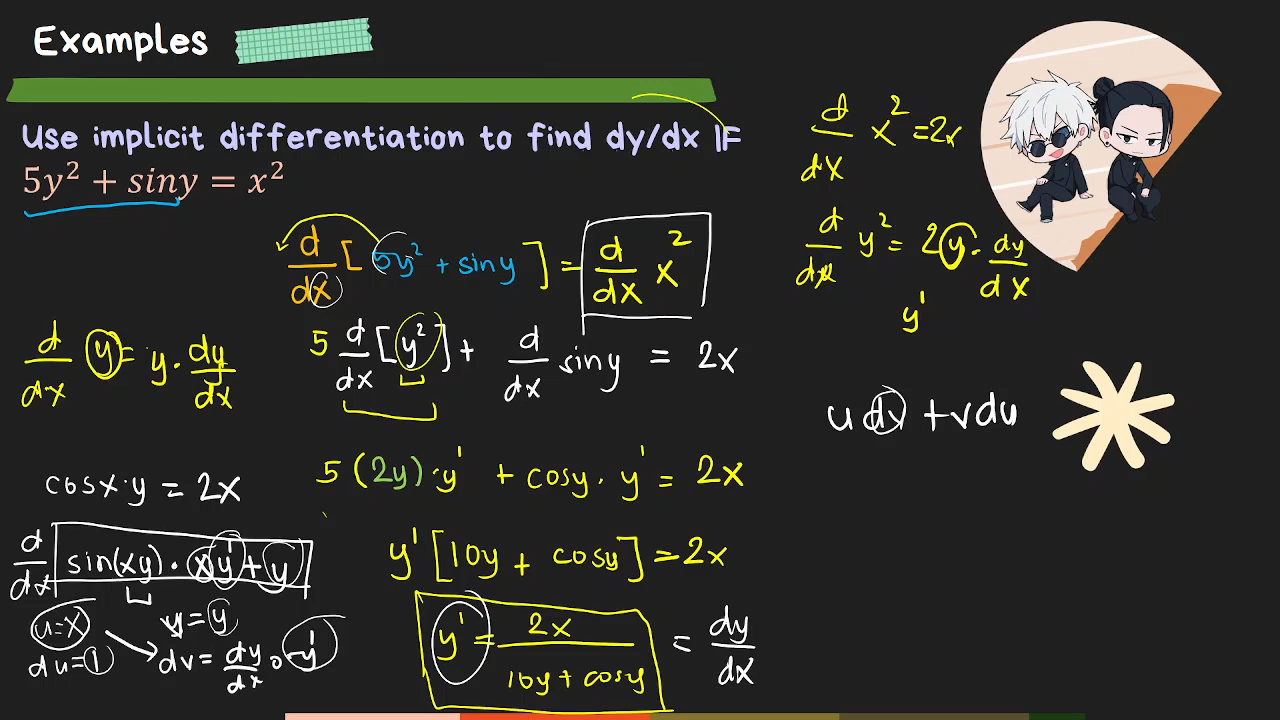 Examples
Use implicit differentiation to find dy/dx IF
5y² + siny = x²
d/dx [5y² + siny] = d/dx x²
d/dx x² = 2x
d/dx y² = 2y · dy/dx
y'
d/dx y = y · dy/dx
5 d/dx [y²] + d/dx siny = 2x
u dv + v du
5 (2y) · y' + cosy · y' = 2x
cosx · y = 2x
d/dx sin(xy) · xy' + y
y' [10y + cosy] = 2x
u = x
v = y
du = 1
dv = dy/dx o y'
y' = 2x / 10y + cosy = dy/dx